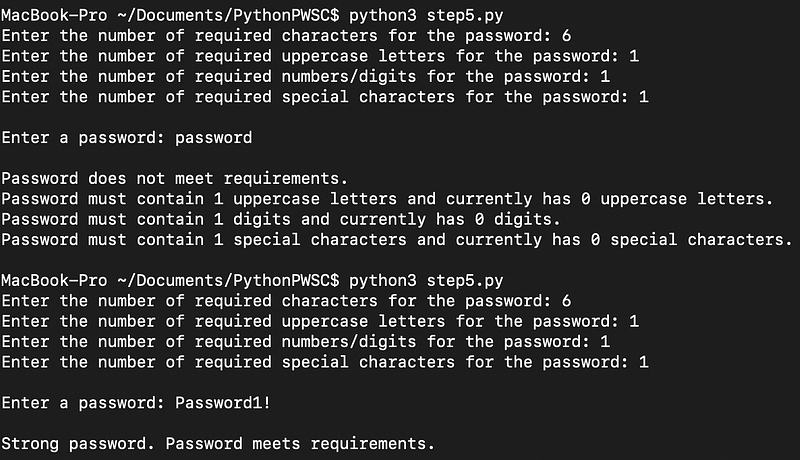 MacBook-Pro ~/Documents/PythonPWSC$ python3 step5.py
Enter the number of required characters for the password: 6
Enter the number of required uppercase letters for the password: 1
Enter the number of required numbers/digits for the password: 1
Enter the number of required special characters for the password: 1
Enter a password: password
Password does not meet requirements.
Password must contain 1 uppercase letters and currently has 0 uppercase letters.
Password must contain 1 digits and currently has 0 digits.
Password must contain 1 special characters and currently has 0 special characters.
MacBook-Pro ~/Documents/PythonPWSC$ python3 step5.py
Enter the number of required characters for the password: 6
Enter the number of required uppercase letters for the password: 1
Enter the number of required numbers/digits for the password: 1
Enter the number of required special characters for the password: 1
Enter a password: Password1!
Strong password. Password meets requirements.